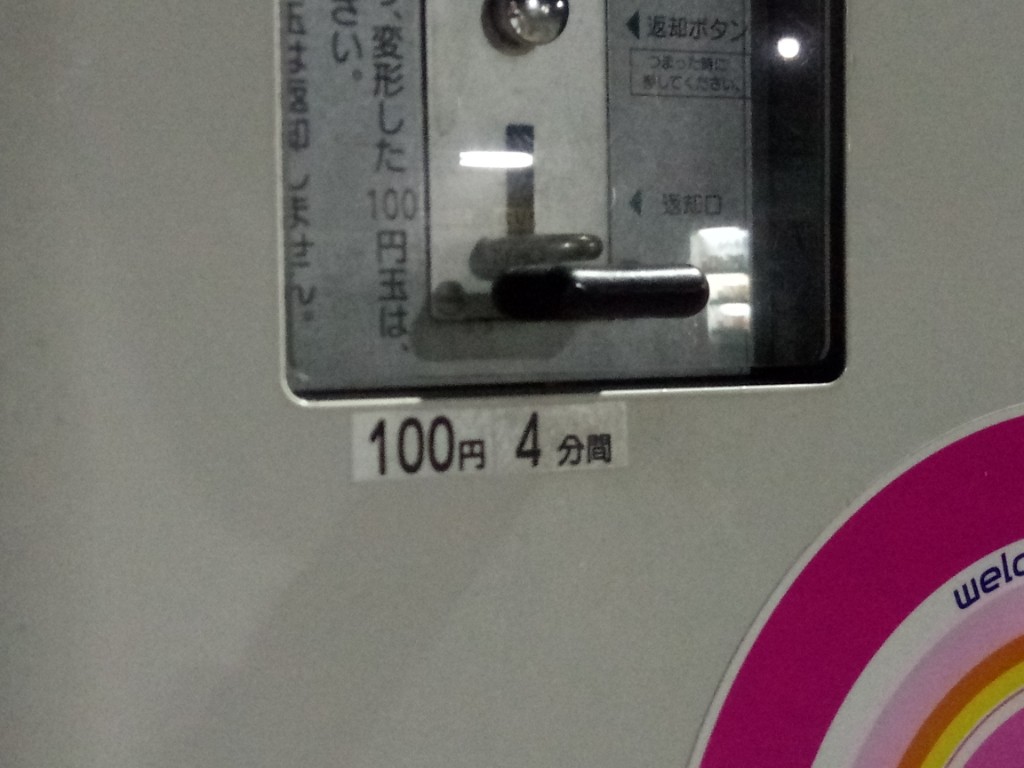 変形した100円玉は、
さい。
返却ボタン
つまった時に
押してください。
返却口
100円 4分間